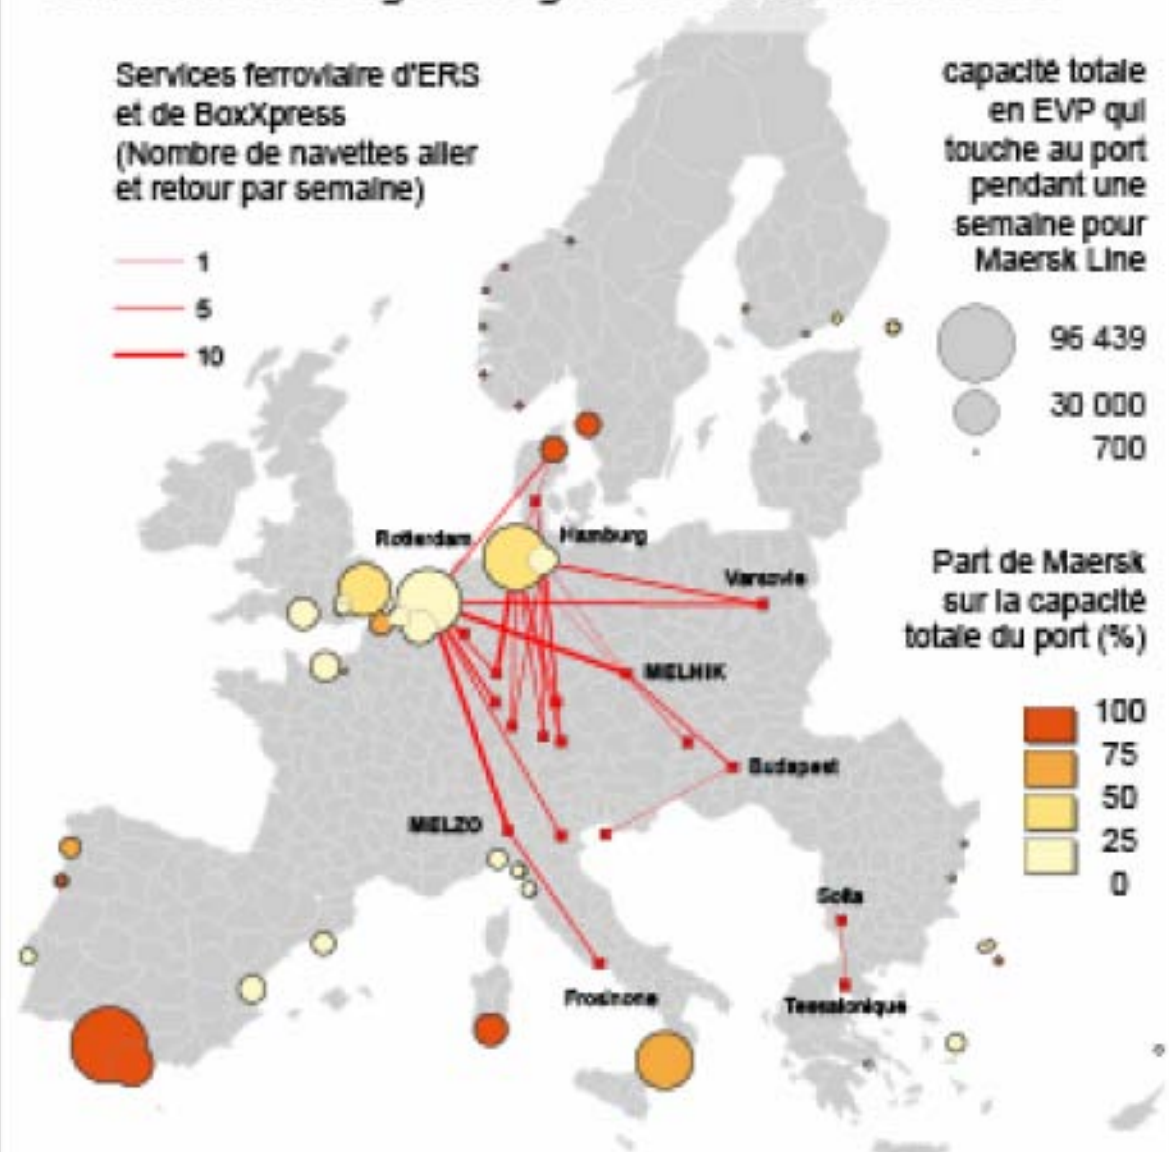 Services ferroviaire d'ERS
et de BoxXpress
(Nombre de navettes aller
et retour par semaine)
1
5
10
capacité totale
en EVP qui
touche au port
pendant une
semaine pour
Maersk Line
96 439
30 000
700
Rotterdam
Hamburg
Varsovie
MELHIK
Budapest
MELZO
Frosinone
Sofia
Tessalonique
Part de Maersk
sur la capacité
totale du port (%)
100
75
50
25
0